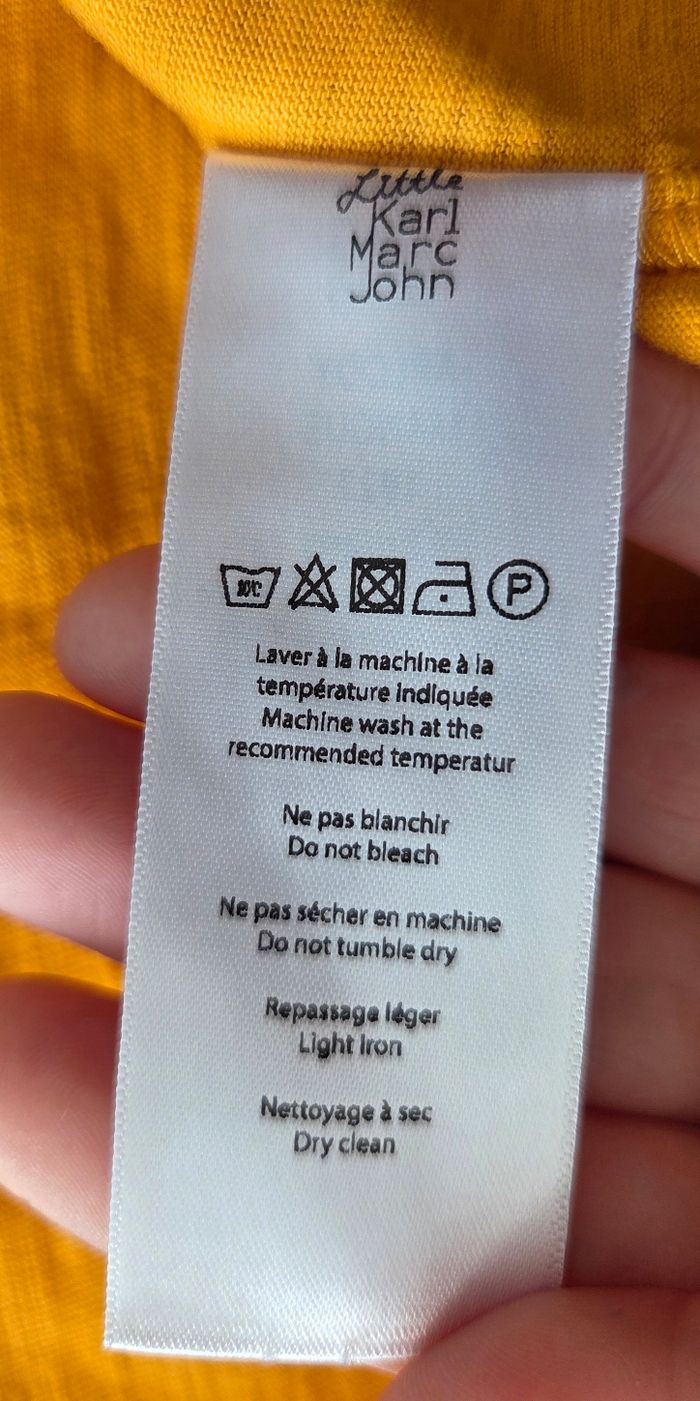 Little
Karl
Marc
John
30°C P
Laver à la machine à la
température indiquée
Machine wash at the
recommended temperatur
Ne pas blanchir
Do not bleach
Ne pas sécher en machine
Do not tumble dry
Repassage léger
Light Iron
Nettoyage à sec
Dry clean